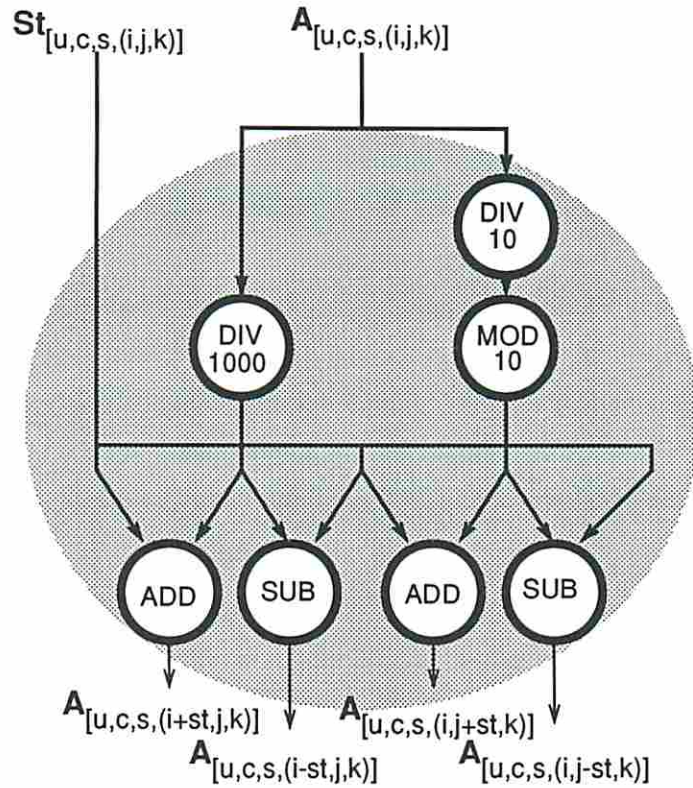 St[u,c,s,(i,j,k)]
A[u,c,s,(i,j,k)]
DIV
10
DIV
1000
MOD
10
ADD
SUB
ADD
SUB
A[u,c,s,(i+st,j,k)]
A[u,c,s,(i,j+st,k)]
A[u,c,s,(i-st,j,k)]
A[u,c,s,(i,j-st,k)]